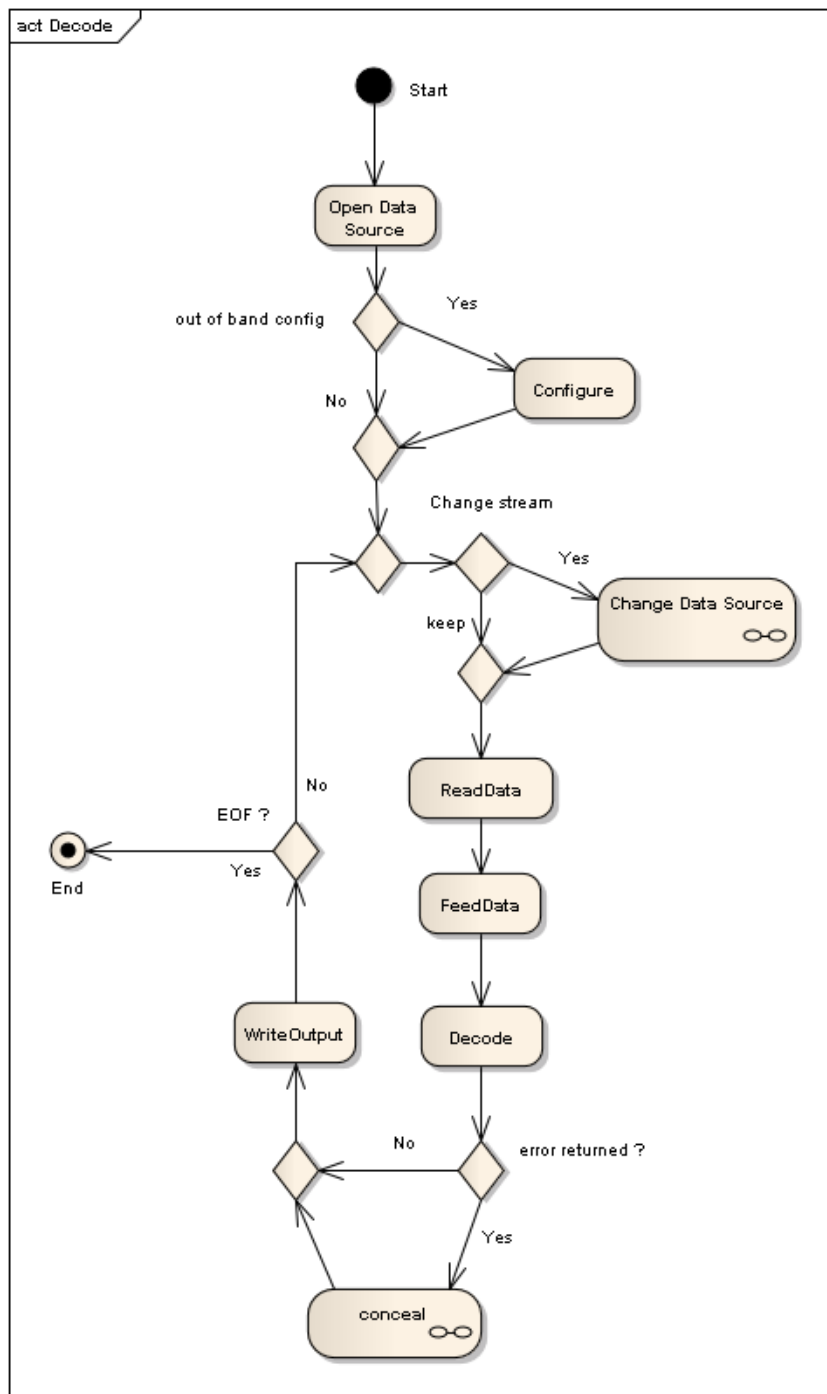 act Decode
Start
Open Data
Source
out of band config
Yes
Configure
No
Change stream
Yes
Change Data Source
keep
ReadData
No
EOF ?
Yes
End
FeedData
WriteOutput
Decode
No
error returned ?
Yes
conceal